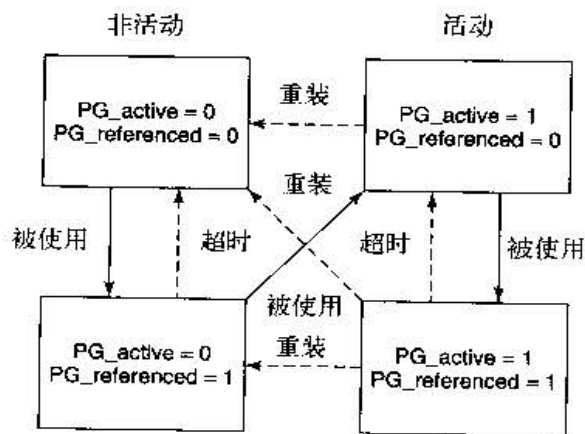 非活动
活动
PG_active = 0
PG_referenced = 0
重装
PG_active = 1
PG_referenced = 0
重装
被使用
超时
超时
被使用
被使用
PG_active = 0
PG_referenced = 1
重装
PG_active = 1
PG_referenced = 1